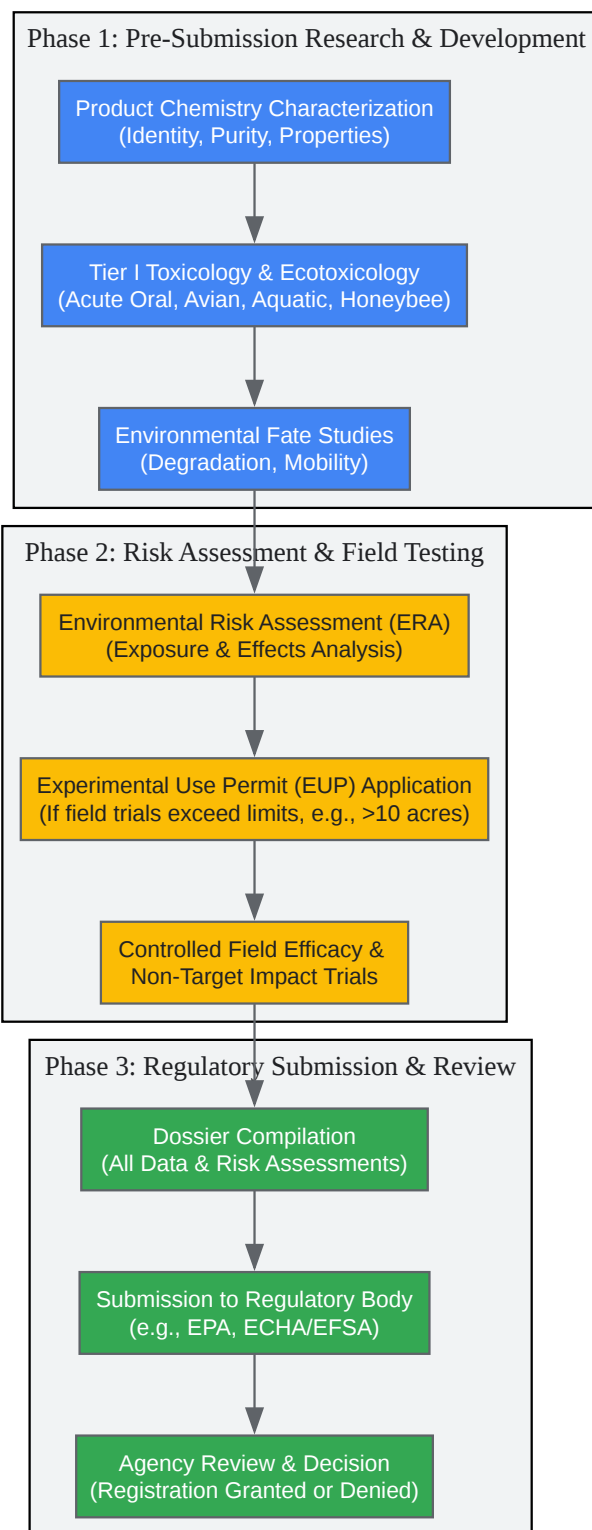 Phase 1: Pre-Submission Research & Development
Product Chemistry Characterization
(Identity, Purity, Properties)
Tier I Toxicology & Ecotoxicology
(Acute Oral, Avian, Aquatic, Honeybee)
Environmental Fate Studies
(Degradation, Mobility)
Phase 2: Risk Assessment & Field Testing
Environmental Risk Assessment (ERA)
(Exposure & Effects Analysis)
Experimental Use Permit (EUP) Application
(If field trials exceed limits, e.g., >10 acres)
Controlled Field Efficacy &
Non-Target Impact Trials
Phase 3: Regulatory Submission & Review
Dossier Compilation
(All Data & Risk Assessments)
Submission to Regulatory Body
(e.g., EPA, ECHA/EFSA)
Agency Review & Decision
(Registration Granted or Denied)